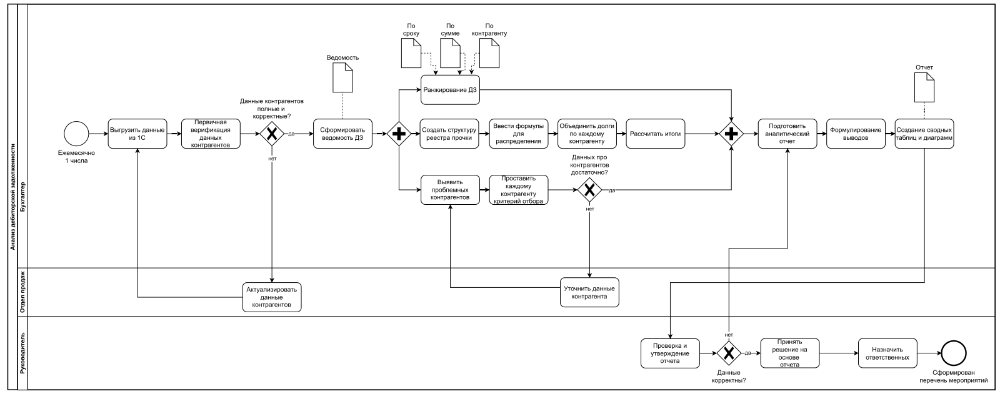 Анализ дебиторской задолженности
Бухгалтер
Отдел продаж
Руководитель
Ежемесячно
1 числа
Выгрузить данные
из 1С
Первичная
верификация
данных
контрагентов
Данные контрагентов
полные и
корректные?
да
нет
Актуализировать
данные
контрагентов
Ведомость
Сформировать
ведомость ДЗ
По
сроку
По
сумме
По
контрагенту
Ранжирование ДЗ
Создать структуру
реестра прочки
Ввести формулы
для
распределения
Объединить долги
по каждому
контрагенту
Рассчитать итоги
Выявить
проблемных
контрагентов
Проставить
каждому
контрагенту
критерий отбора
Данных про
контрагентов
достаточно?
да
нет
Уточнить данные
контрагента
Подготовить
аналитический
отчет
Формулирование
выводов
Отчет
Создание сводных
таблиц и диаграмм
Проверка и
утверждение
отчета
нет
да
Данные
корректны?
Принять
решение на
основе
отчета
Назначить
ответственных
Сформирован
перечень мероприятий